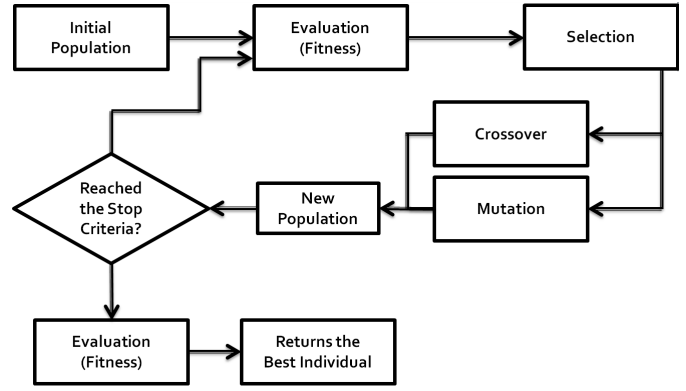 Initial
Population
Evaluation
(Fitness)
Selection
Crossover
Mutation
New
Population
Reached
the Stop
Criteria?
Evaluation
(Fitness)
Returns the
Best Individual